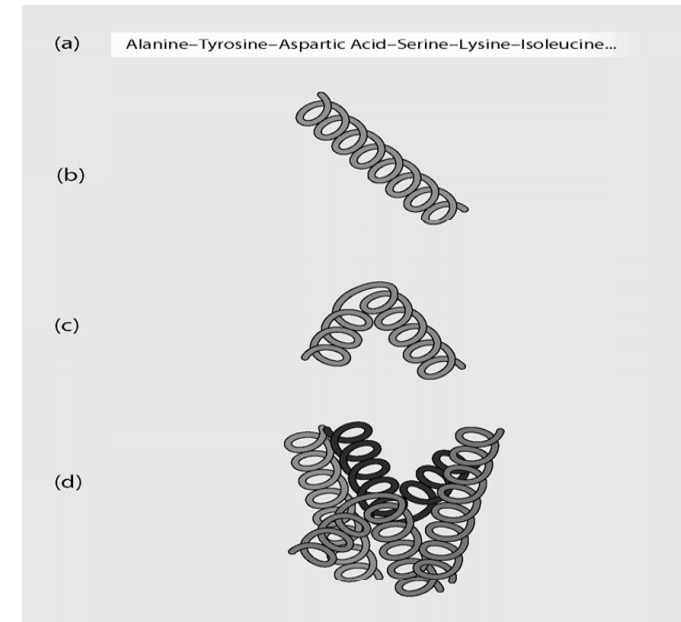 (a) Alanine–Tyrosine–Aspartic Acid–Serine–Lysine–Isoleucine...
(b)
(c)
(d)